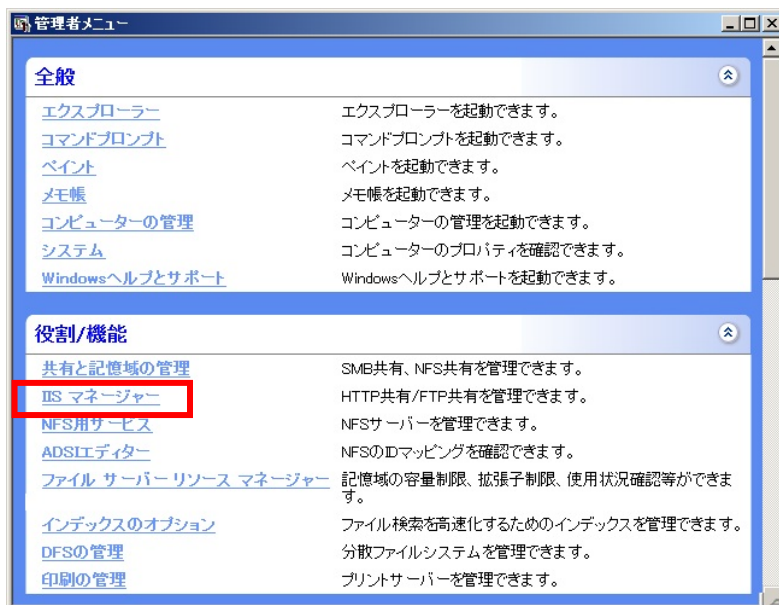 管理者メニュー
全般
エクスプローラー エクスプローラーを起動できます。
コマンドプロンプト コマンドプロンプトを起動できます。
ペイント ペイントを起動できます。
メモ帳 メモ帳を起動できます。
コンピューターの管理 コンピューターの管理を起動できます。
システム コンピューターのプロパティを確認できます。
Windowsヘルプとサポート Windowsヘルプとサポートを起動できます。
役割/機能
共有と記憶域の管理 SMB共有、NFS共有を管理できます。
IIS マネージャー HTTP共有/FTP共有を管理できます。
NFS用サービス NFSサーバーを管理できます。
ADSIエディター NFSのIDマッピングを確認できます。
ファイル サーバー リソース マネージャー 記憶域の容量制限、拡張子制限、使用状況確認等ができま
す。
インデックスのオプション ファイル検索を高速化するためのインデックスを管理できます。
DFSの管理 分散ファイルシステムを管理できます。
印刷の管理 プリントサーバーを管理できます。